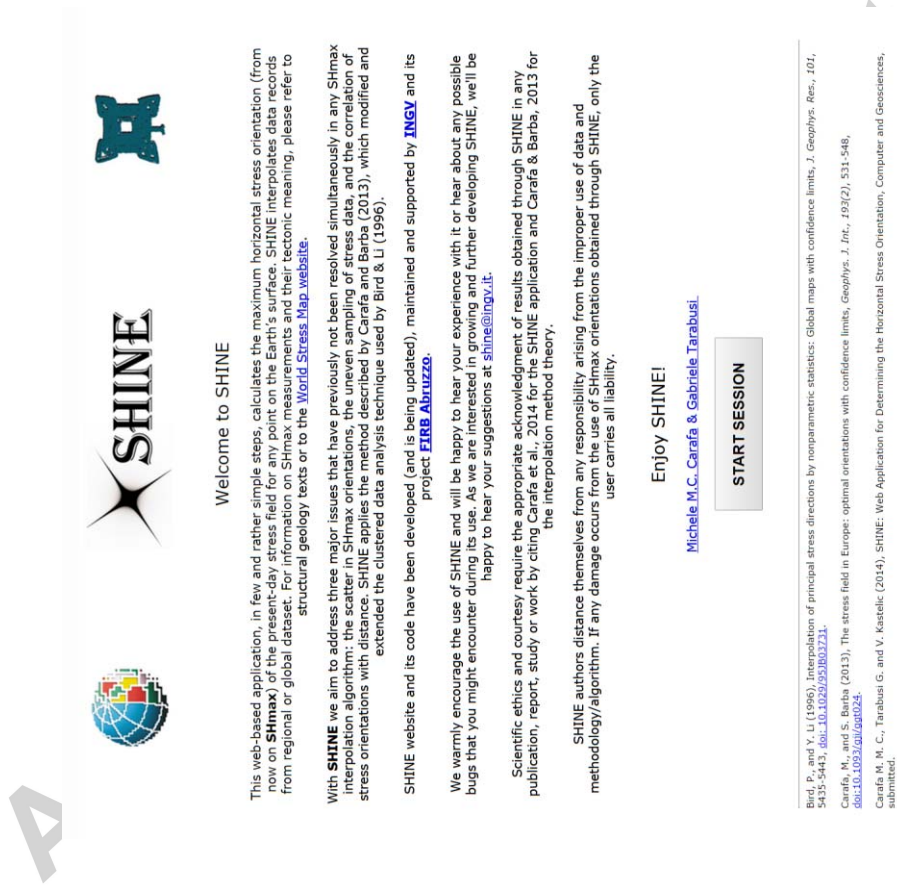 SHINE
Welcome to SHINE
This web-based application, in few and rather simple steps, calculates the maximum horizontal stress orientation (from
now on SHmax) of the present-day stress field for any point on the Earth's surface. SHINE interpolates data records
from regional or global dataset. For information on SHmax measurements and their tectonic meaning, please refer to
structural geology texts or to the World Stress Map website.
With SHINE we aim to address three major issues that have previously not been resolved simultaneously in any SHmax
interpolation algorithm: the scatter in SHmax orientations, the uneven sampling of stress data, and the correlation of
stress orientations with distance. SHINE applies the method described by Carafa and Barba (2013), which modified and
extended the clustered data analysis technique used by Bird & Li (1996).
SHINE website and its code have been developed (and is being updated), maintained and supported by INGV and its
project FIRB Abruzzo.
We warmly encourage the use of SHINE and will be happy to hear your experience with it or hear about any possible
bugs that you might encounter during its use. As we are interested in growing and further developing SHINE, we'll be
happy to hear your suggestions at shine@ingv.it.
Scientific ethics and courtesy require the appropriate acknowledgment of results obtained through SHINE in any
publication, report, study or work by citing Carafa et al., 2014 for the SHINE application and Carafa & Barba, 2013 for
the interpolation method theory.
SHINE authors distance themselves from any responsibility arising from the improper use of data and
methodology/algorithm. If any damage occurs from the use of SHmax orientations obtained through SHINE, only the
user carries all liability.
Enjoy SHINE!
Michele M.C. Carafa & Gabriele Tarabusi
START SESSION
Bird, P., and Y. Li (1996), Interpolation of principal stress directions by nonparametric statistics: Global maps with confidence limits, J. Geophys. Res., 101,
5435-5443, doi: 10.1029/95JB03731.
Carafa, M., and S. Barba (2013), The stress field in Europe: optimal orientations with confidence limits, Geophys. J. Int., 193(2), 531-548,
doi:10.1093/gji/ggt024.
Carafa M. M. C., Tarabusi G. and V. Kastelic (2014), SHINE: Web Application for Determining the Horizontal Stress Orientation, Computer and Geosciences,
submitted.
A